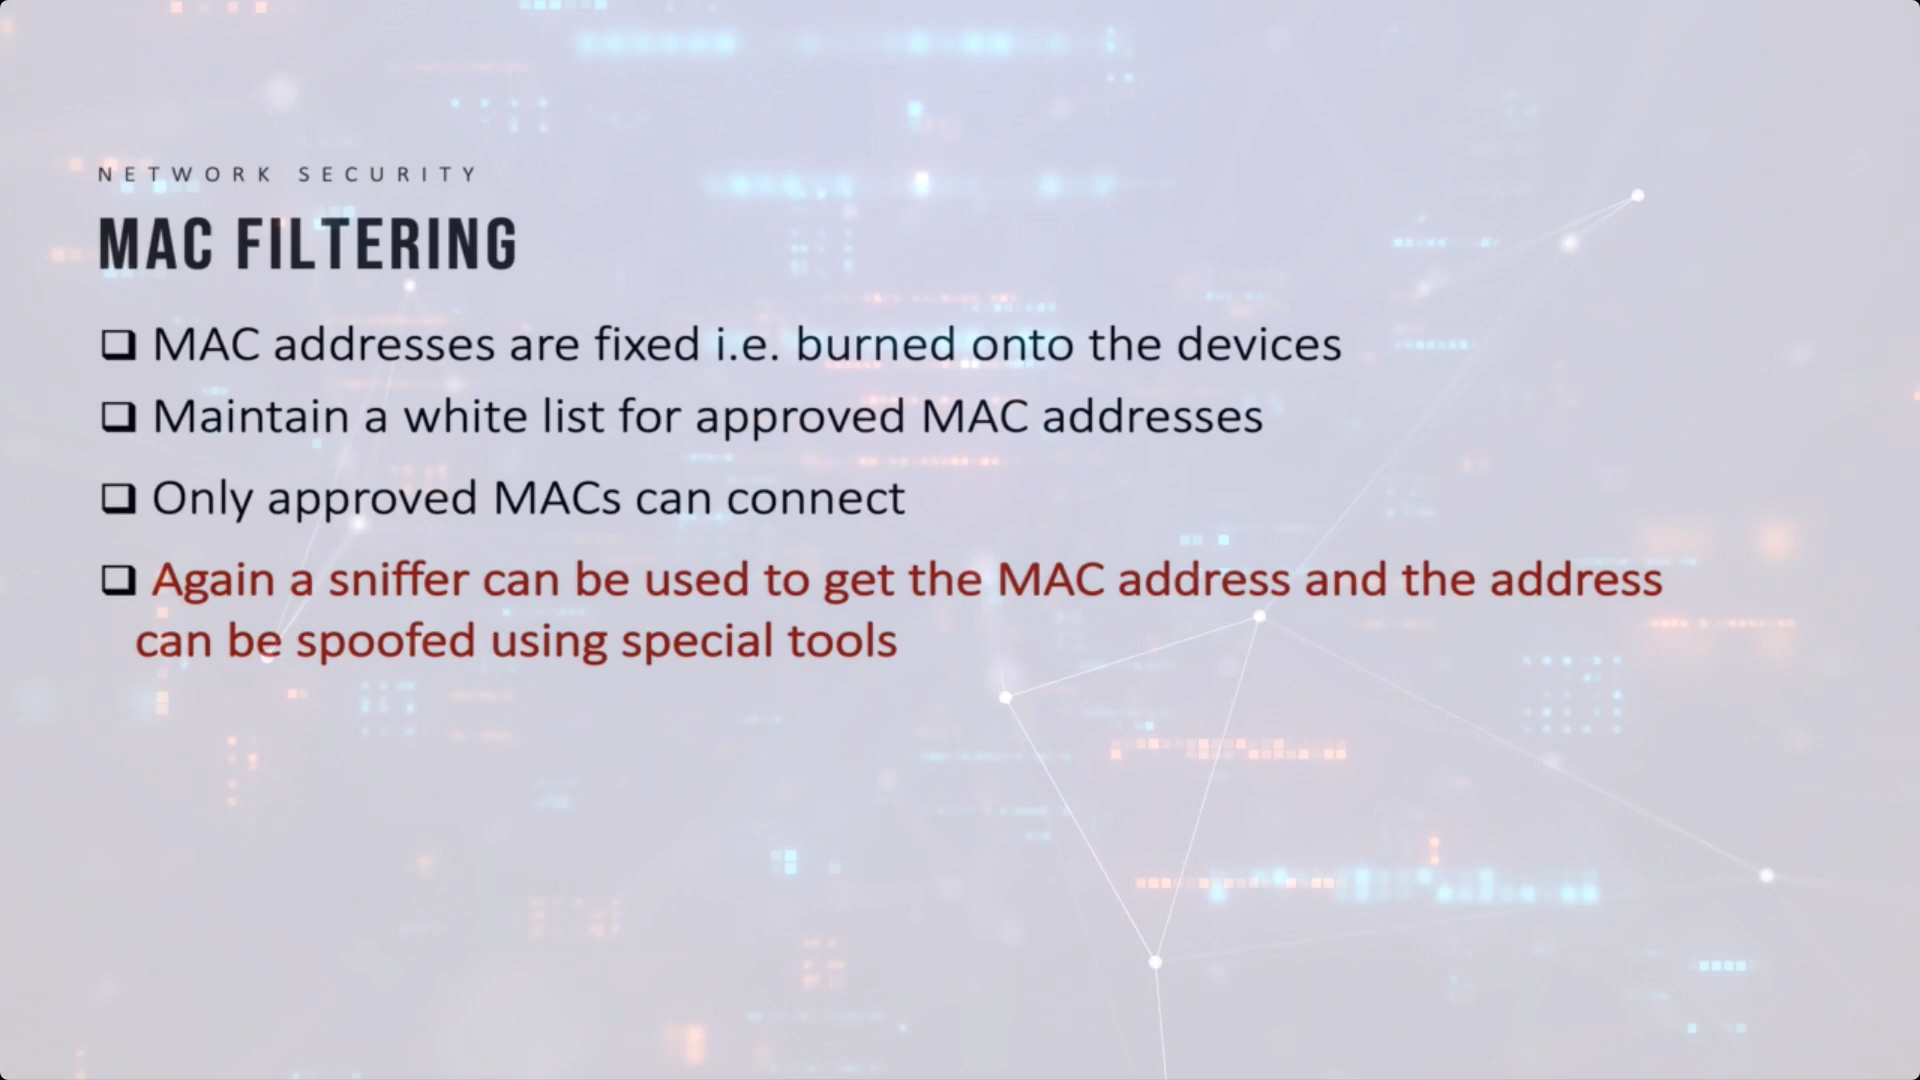 NETWORK SECURITY
MAC FILTERING
❑ MAC addresses are fixed i.e. burned onto the devices
❑ Maintain a white list for approved MAC addresses
❑ Only approved MACs can connect
❑ Again a sniffer can be used to get the MAC address and the address
can be spoofed using special tools